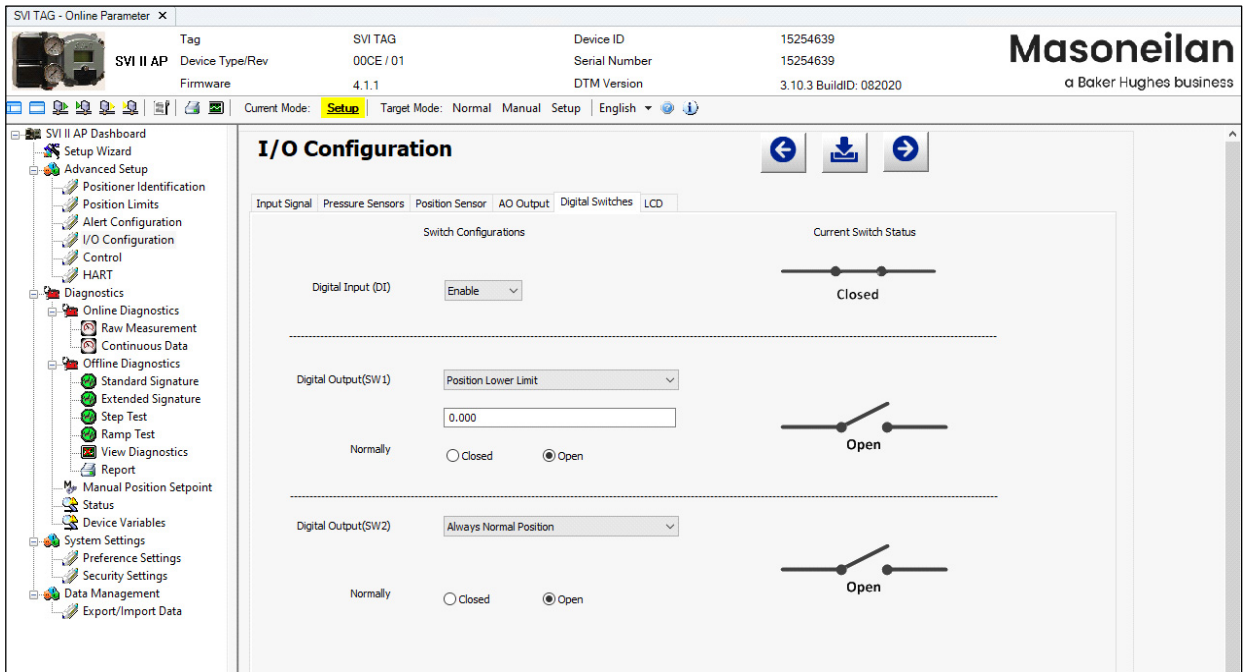 SVI TAG - Online Parameter X
SVI II AP
Tag SVI TAG Device ID 15254639
Device Type/Rev 00CE / 01 Serial Number 15254639
Firmware 4.1.1 DTM Version 3.10.3 BuildID: 082020
Masoneilan
a Baker Hughes business
Current Mode: Setup Target Mode: Normal Manual Setup English
SVI II AP Dashboard
Setup Wizard
Advanced Setup
Positioner Identification
Position Limits
Alert Configuration
I/O Configuration
Control
HART
Diagnostics
Online Diagnostics
Raw Measurement
Continuous Data
Offline Diagnostics
Standard Signature
Extended Signature
Step Test
Ramp Test
View Diagnostics
Report
Manual Position Setpoint
Status
Device Variables
System Settings
Preference Settings
Security Settings
Data Management
Export/Import Data
I/O Configuration
Input Signal Pressure Sensors Position Sensor AO Output Digital Switches LCD
Switch Configurations Current Switch Status
Digital Input (DI) Enable Closed
Digital Output(SW1) Position Lower Limit
0.000
Open
Normally Closed Open
Digital Output(SW2) Always Normal Position
Open
Normally Closed Open